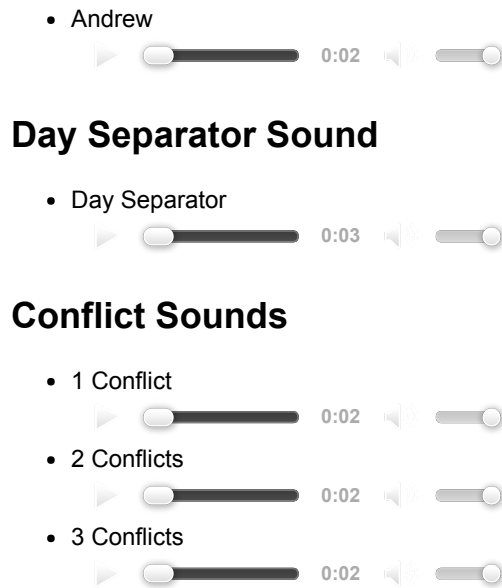 Andrew
0:02
Day Separator Sound
Day Separator
0:03
Conflict Sounds
1 Conflict
0:02
2 Conflicts
0:02
3 Conflicts
0:02